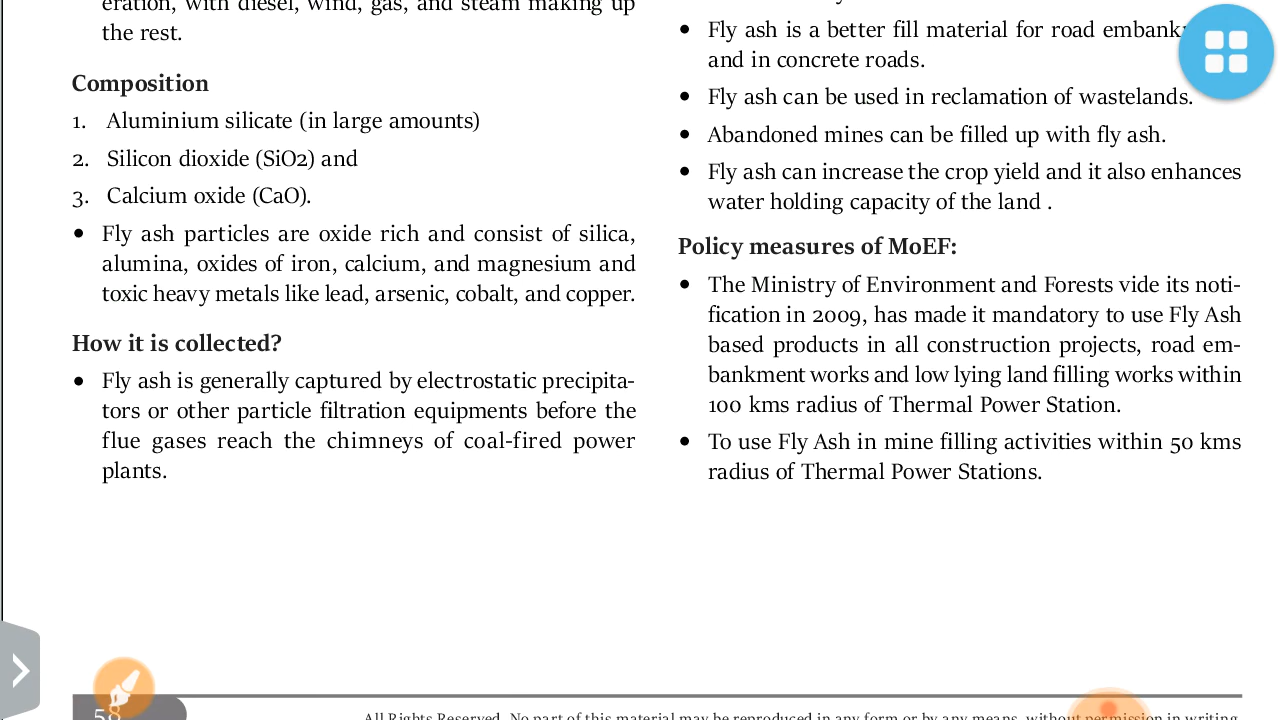 eration, with diesel, wind, gas, and steam making up
the rest.
Composition
1. Aluminium silicate (in large amounts)
2. Silicon dioxide (SiO2) and
3. Calcium oxide (CaO).
• Fly ash particles are oxide rich and consist of silica,
alumina, oxides of iron, calcium, and magnesium and
toxic heavy metals like lead, arsenic, cobalt, and copper.
How it is collected?
• Fly ash is generally captured by electrostatic precipita-
tors or other particle filtration equipments before the
flue gases reach the chimneys of coal-fired power
plants.
• Fly ash is a better fill material for road
and in concrete roads.
• Fly ash can be used in reclamation of wastelands.
• Abandoned mines can be filled up with fly ash.
• Fly ash can increase the crop yield and it also enhances
water holding capacity of the land .
Policy measures of MoEF:
• The Ministry of Environment and Forests vide its noti-
fication in 2009, has made it mandatory to use Fly Ash
based products in all construction projects, road em-
bankment works and low lying land filling works within
100 kms radius of Thermal Power Station.
• To use Fly Ash in mine filling activities within 50 kms
radius of Thermal Power Stations.
58
All Rights Reserved. No part of this material may be reproduced in any form or by any means, without permission in writing.